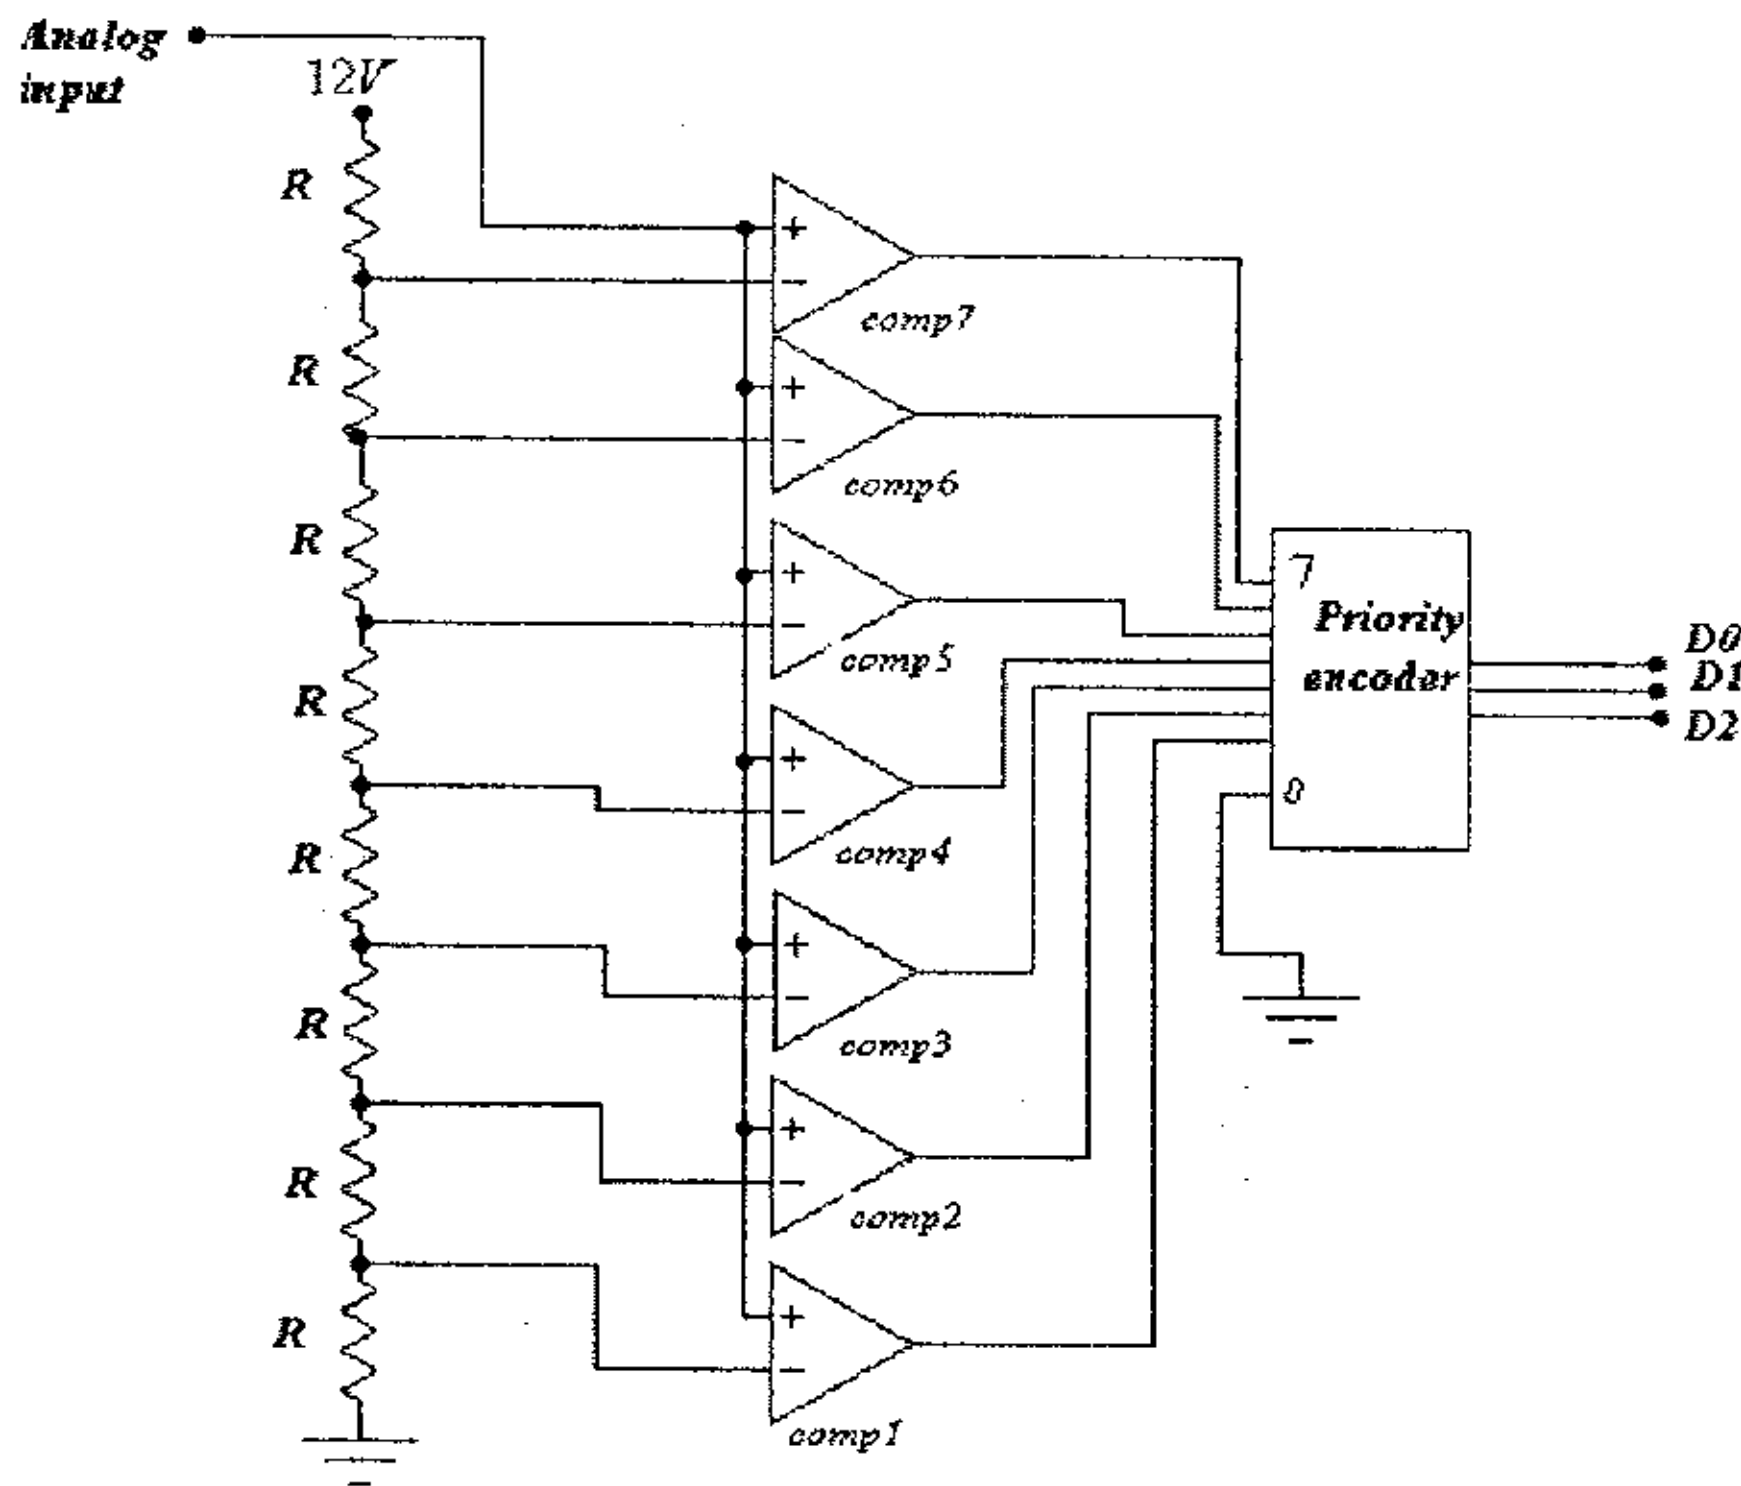 Analog
input
12V
R
+
−
comp7
R
+
−
comp6
R
+
−
comp5
7
Priority
encoder
0
D0
D1
D2
R
+
−
comp4
R
+
−
comp3
R
+
−
comp2
R
+
−
comp1
R